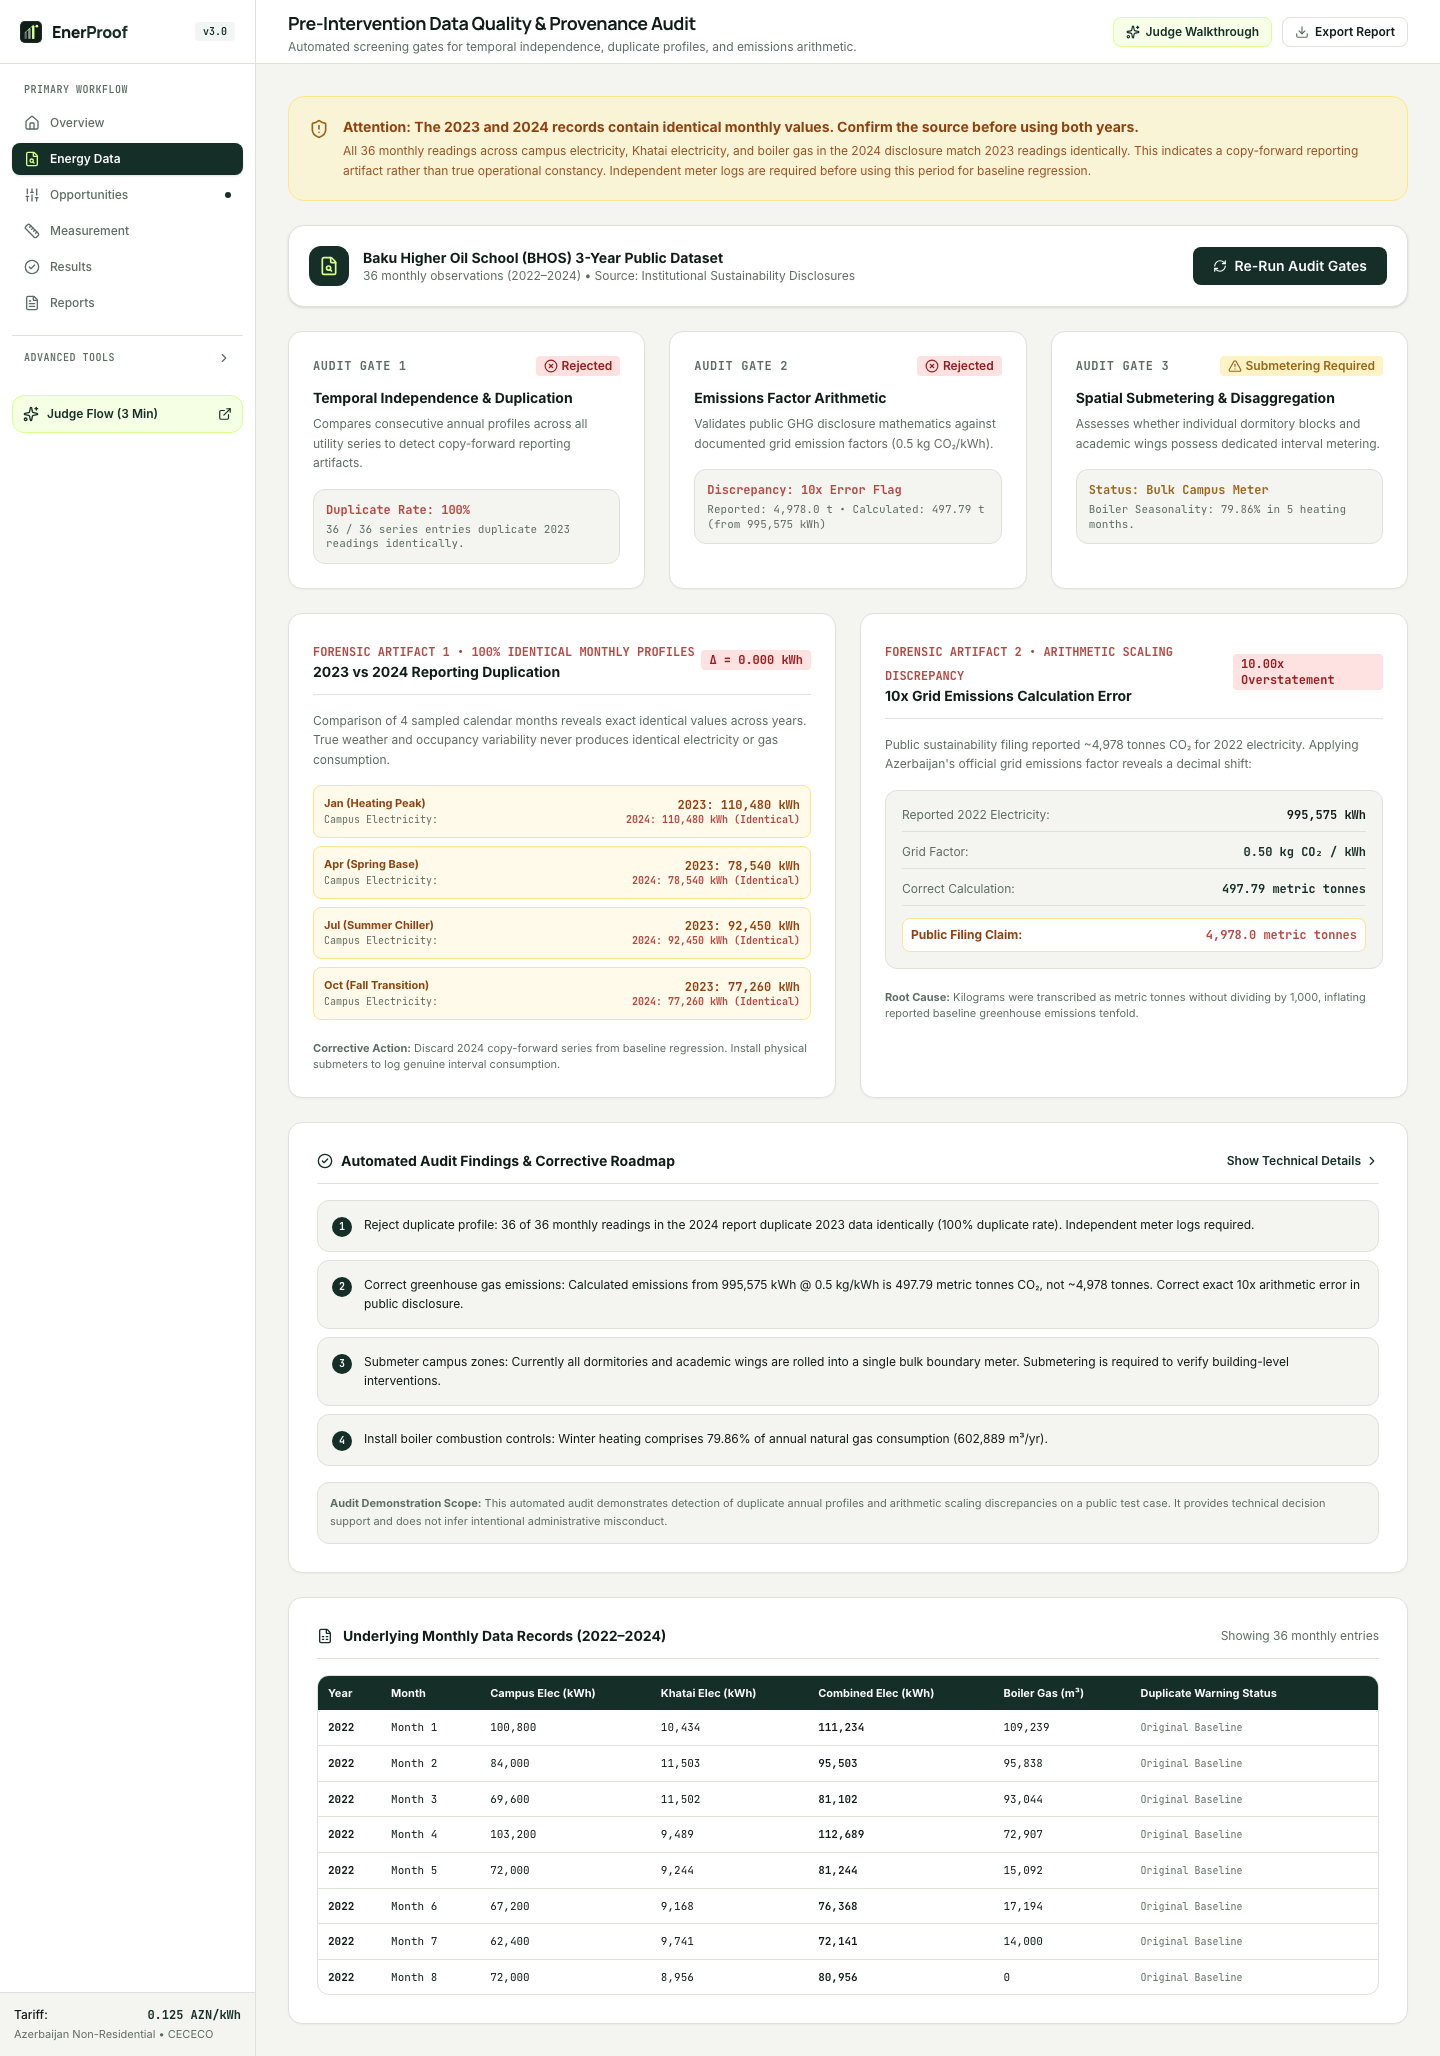 EnerProof
v3.0
PRIMARY WORKFLOW
Overview
Energy Data
Opportunities
Measurement
Results
Reports
ADVANCED TOOLS
Judge Flow (3 Min)
Tariff:
0.125 AZN/kWh
Azerbaijan Non-Residential • CECECO
Pre-Intervention Data Quality & Provenance Audit
Automated screening gates for temporal independence, duplicate profiles, and emissions arithmetic.
Judge Walkthrough
Export Report
Attention: The 2023 and 2024 records contain identical monthly values. Confirm the source before using both years.
All 36 monthly readings across campus electricity, Khatai electricity, and boiler gas in the 2024 disclosure match 2023 readings identically. This indicates a copy-forward reporting
artifact rather than true operational constancy. Independent meter logs are required before using this period for baseline regression.
Baku Higher Oil School (BHOS) 3-Year Public Dataset
36 monthly observations (2022–2024) • Source: Institutional Sustainability Disclosures
Re-Run Audit Gates
AUDIT GATE 1
Rejected
Temporal Independence & Duplication
Compares consecutive annual profiles across all
utility series to detect copy-forward reporting
artifacts.
Duplicate Rate: 100%
36 / 36 series entries duplicate 2023
readings identically.
AUDIT GATE 2
Rejected
Emissions Factor Arithmetic
Validates public GHG disclosure mathematics against
documented grid emission factors (0.5 kg CO₂/kWh).
Discrepancy: 10x Error Flag
Reported: 4,978.0 t • Calculated: 497.79 t
(from 995,575 kWh)
AUDIT GATE 3
Submetering Required
Spatial Submetering & Disaggregation
Assesses whether individual dormitory blocks and
academic wings possess dedicated interval metering.
Status: Bulk Campus Meter
Boiler Seasonality: 79.86% in 5 heating
months.
FORENSIC ARTIFACT 1 • 100% IDENTICAL MONTHLY PROFILES
2023 vs 2024 Reporting Duplication
Δ = 0.000 kWh
Comparison of 4 sampled calendar months reveals exact identical values across years.
True weather and occupancy variability never produces identical electricity or gas
consumption.
Jan (Heating Peak)
2023: 110,480 kWh
Campus Electricity:
2024: 110,480 kWh (Identical)
Apr (Spring Base)
2023: 78,540 kWh
Campus Electricity:
2024: 78,540 kWh (Identical)
Jul (Summer Chiller)
2023: 92,450 kWh
Campus Electricity:
2024: 92,450 kWh (Identical)
Oct (Fall Transition)
2023: 77,260 kWh
Campus Electricity:
2024: 77,260 kWh (Identical)
Corrective Action: Discard 2024 copy-forward series from baseline regression. Install physical
submeters to log genuine interval consumption.
FORENSIC ARTIFACT 2 • ARITHMETIC SCALING
DISCREPANCY
10x Grid Emissions Calculation Error
10.00x
Overstatement
Public sustainability filing reported ~4,978 tonnes CO₂ for 2022 electricity. Applying
Azerbaijan's official grid emissions factor reveals a decimal shift:
Reported 2022 Electricity:
995,575 kWh
Grid Factor:
0.50 kg CO₂ / kWh
Correct Calculation:
497.79 metric tonnes
Public Filing Claim:
4,978.0 metric tonnes
Root Cause: Kilograms were transcribed as metric tonnes without dividing by 1,000, inflating
reported baseline greenhouse emissions tenfold.
Automated Audit Findings & Corrective Roadmap
Show Technical Details
1
Reject duplicate profile: 36 of 36 monthly readings in the 2024 report duplicate 2023 data identically (100% duplicate rate). Independent meter logs required.
2
Correct greenhouse gas emissions: Calculated emissions from 995,575 kWh @ 0.5 kg/kWh is 497.79 metric tonnes CO₂, not ~4,978 tonnes. Correct exact 10x arithmetic error in
public disclosure.
3
Submeter campus zones: Currently all dormitories and academic wings are rolled into a single bulk boundary meter. Submetering is required to verify building-level
interventions.
4
Install boiler combustion controls: Winter heating comprises 79.86% of annual natural gas consumption (602,889 m³/yr).
Audit Demonstration Scope: This automated audit demonstrates detection of duplicate annual profiles and arithmetic scaling discrepancies on a public test case. It provides technical decision
support and does not infer intentional administrative misconduct.
Underlying Monthly Data Records (2022–2024)
Showing 36 monthly entries
Year Month Campus Elec (kWh) Khatai Elec (kWh) Combined Elec (kWh) Boiler Gas (m³) Duplicate Warning Status
2022 Month 1 100,800 10,434 111,234 109,239 Original Baseline
2022 Month 2 84,000 11,503 95,503 95,838 Original Baseline
2022 Month 3 69,600 11,502 81,102 93,044 Original Baseline
2022 Month 4 103,200 9,489 112,689 72,907 Original Baseline
2022 Month 5 72,000 9,244 81,244 15,092 Original Baseline
2022 Month 6 67,200 9,168 76,368 17,194 Original Baseline
2022 Month 7 62,400 9,741 72,141 14,000 Original Baseline
2022 Month 8 72,000 8,956 80,956 0 Original Baseline